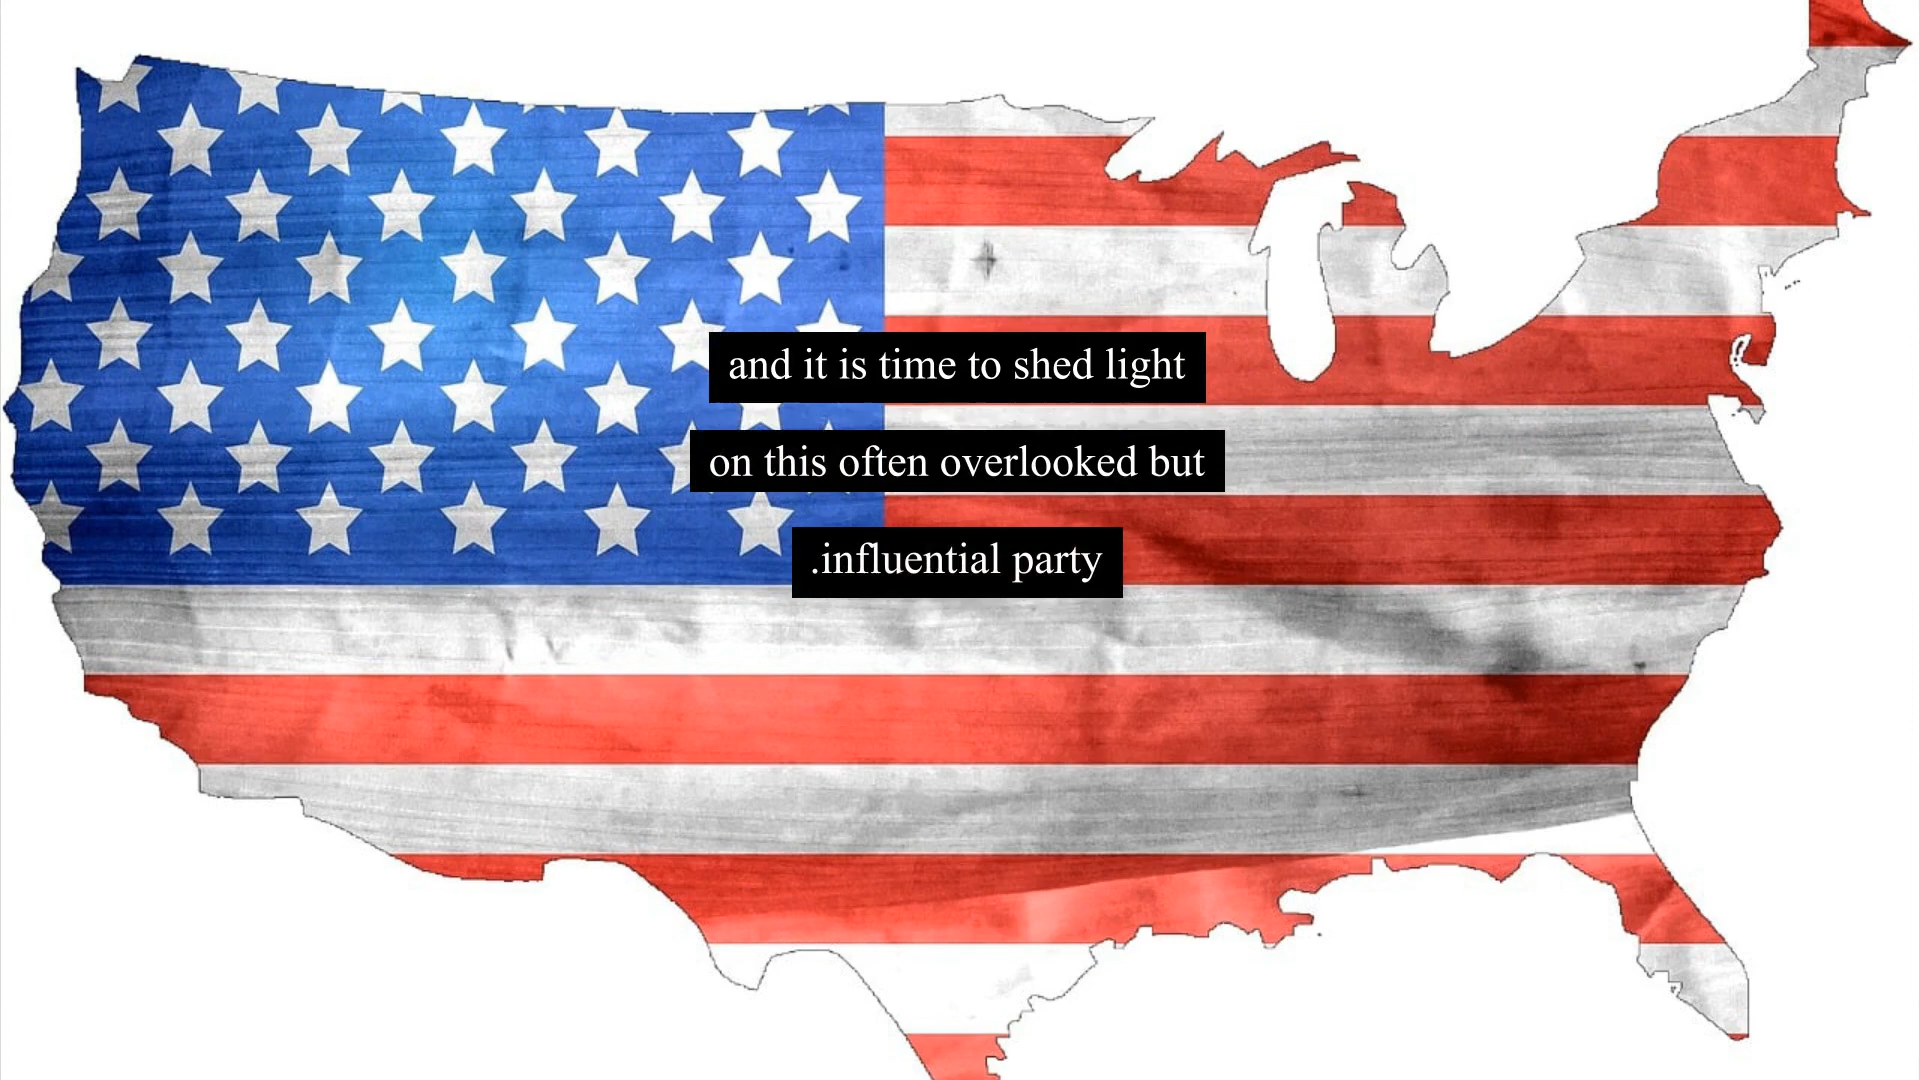 and it is time to shed light
on this often overlooked but
.influential party